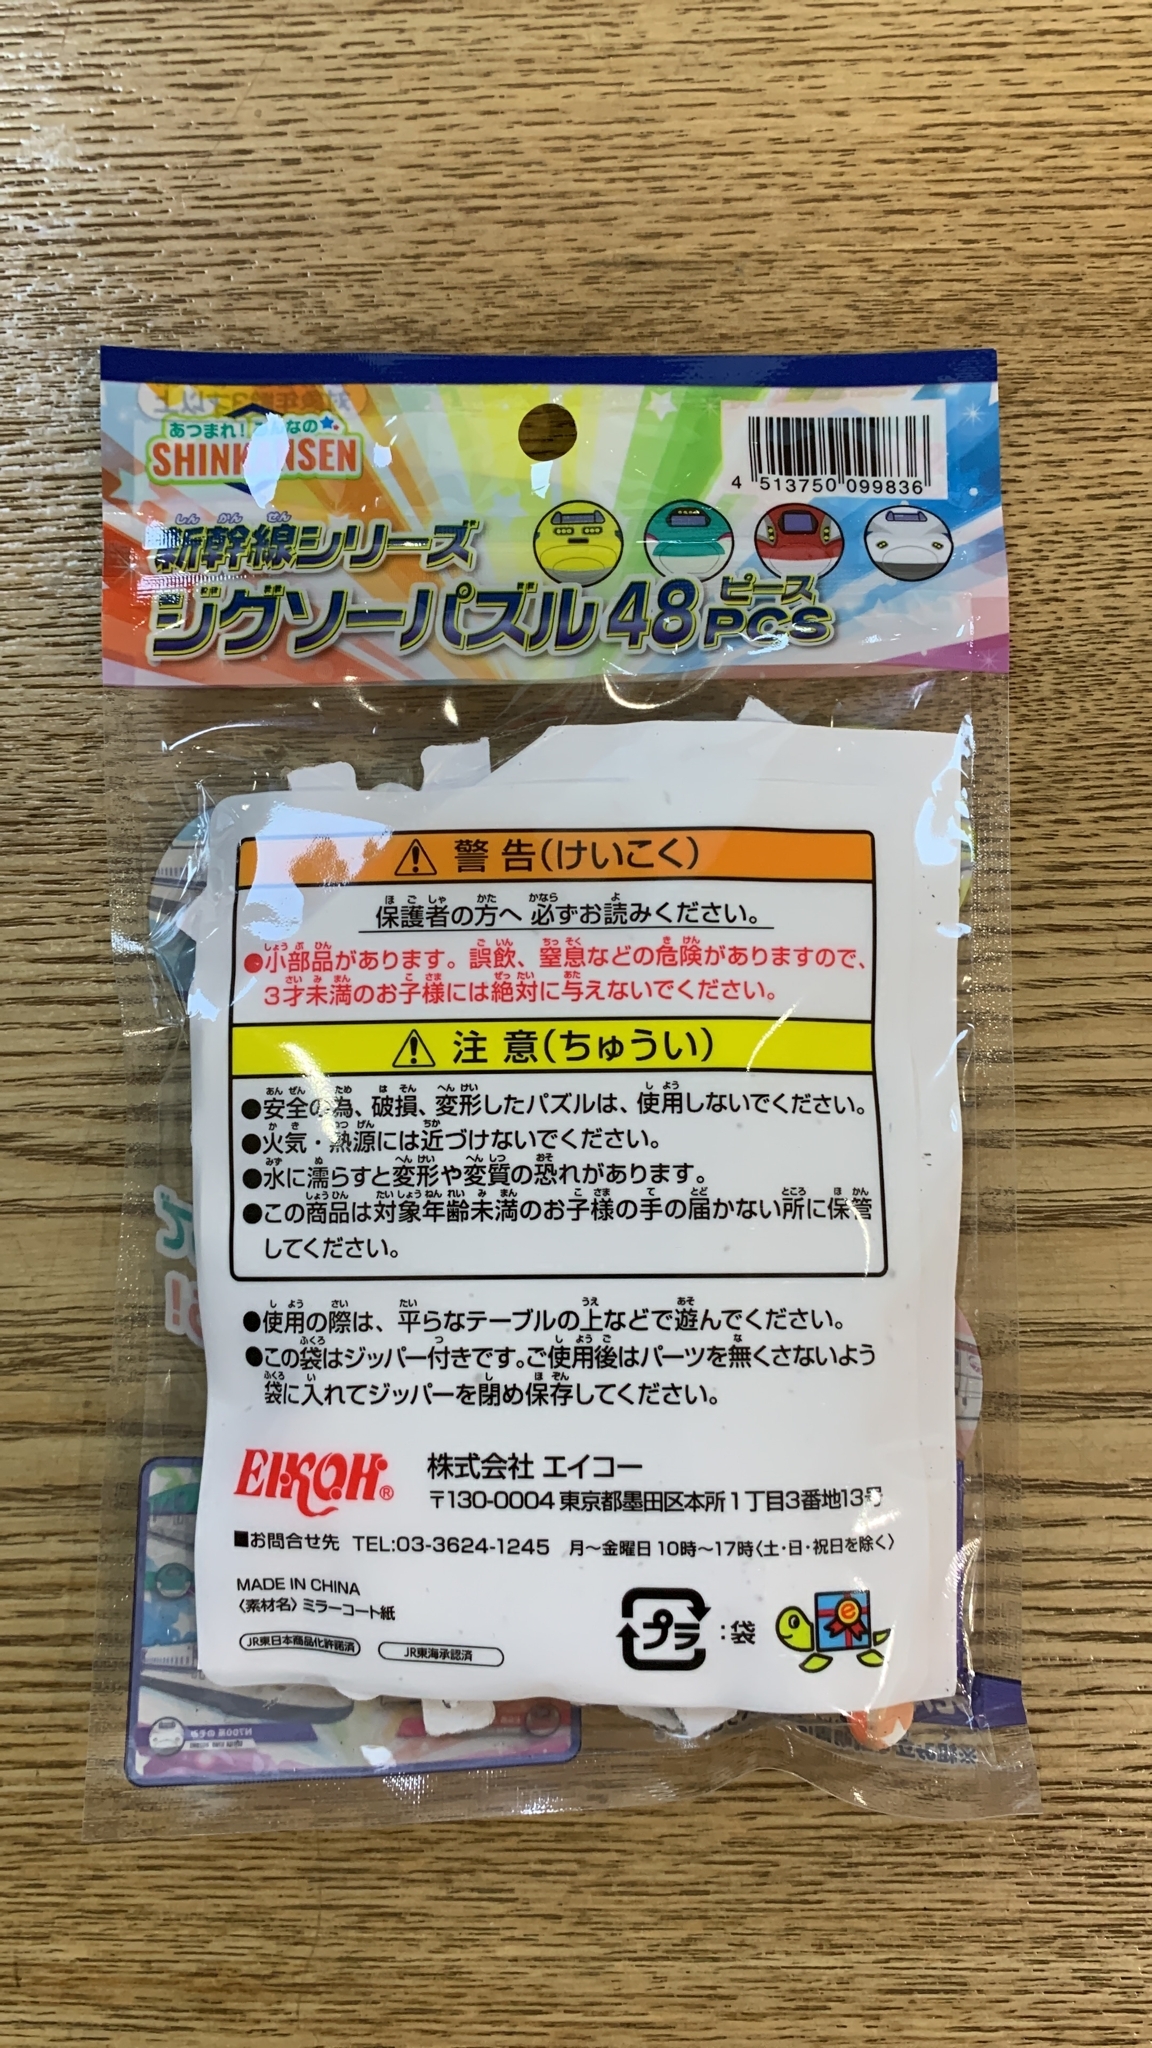 あつまれ！みんなの
SHINKANSEN
新幹線シリーズ
ジグソーパズル48PCS
ピース
4 513750 099836
警告（けいこく）
保護者の方へ 必ずお読みください。
●小部品があります。誤飲、窒息などの危険がありますので、
3才未満のお子様には絶対に与えないでください。
注意（ちゅうい）
●安全の為、破損、変形したパズルは、使用しないでください。
●火気・熱源には近づけないでください。
●水に濡らすと変形や変質の恐れがあります。
●この商品は対象年齢未満のお子様の手の届かない所に保管
してください。
●使用の際は、平らなテーブルの上などで遊んでください。
●この袋はジッパー付きです。ご使用後はパーツを無くさないよう
袋に入れてジッパーを閉め保存してください。
EIKOH®
株式会社 エイコー
〒130-0004 東京都墨田区本所1丁目3番地13号
■お問合せ先 TEL:03-3624-1245 月～金曜日 10時～17時〈土・日・祝日を除く〉
MADE IN CHINA
〈素材名〉ミラーコート紙
JR東日本商品化許諾済
JR東海承認済
プラ：袋
e